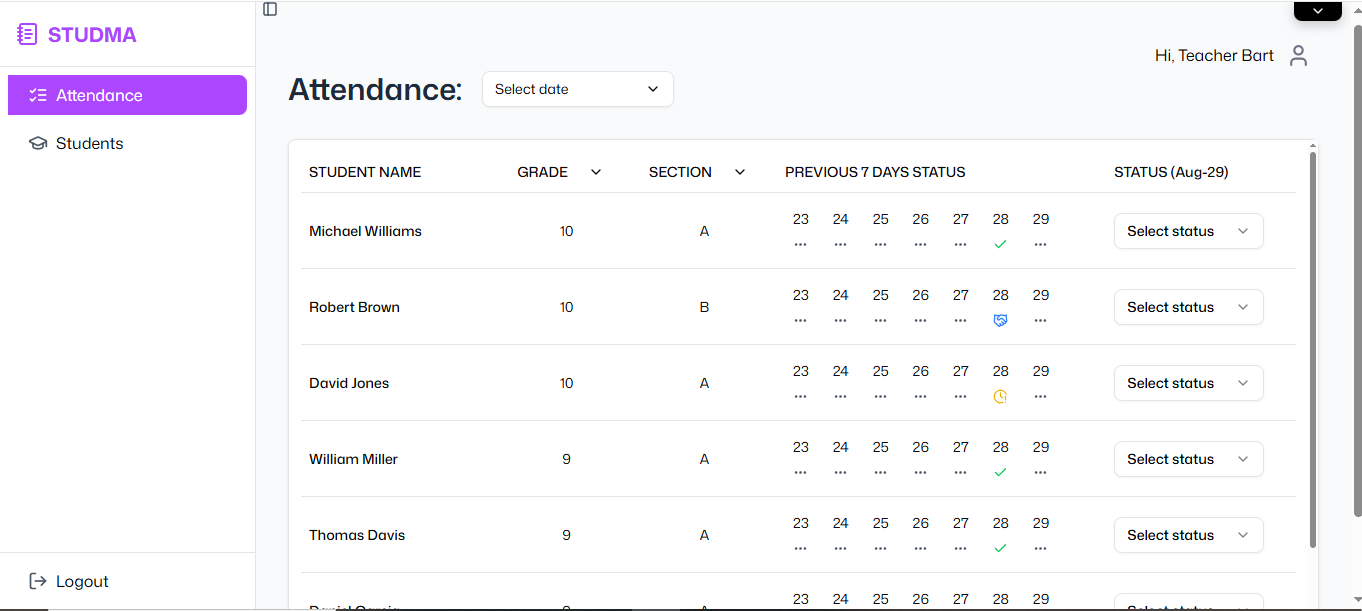 STUDMA
Hi, Teacher Bart
Attendance
Attendance:
Select date
Students
STUDENT NAME GRADE SECTION PREVIOUS 7 DAYS STATUS STATUS (Aug-29)
23 24 25 26 27 28 29
Michael Williams 10 A Select status
23 24 25 26 27 28 29
Robert Brown 10 B Select status
23 24 25 26 27 28 29
David Jones 10 A Select status
23 24 25 26 27 28 29
William Miller 9 A Select status
23 24 25 26 27 28 29
Thomas Davis 9 A Select status
23 24 25 26 27 28 29
Logout